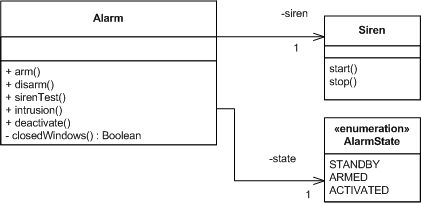 Alarm
+ arm()
+ disarm()
+ sirenTest()
+ intrusion()
+ deactivate()
- closedWindows() : Boolean
-siren
1
Siren
start()
stop()
-state
1
«enumeration»
AlarmState
STANDBY
ARMED
ACTIVATED